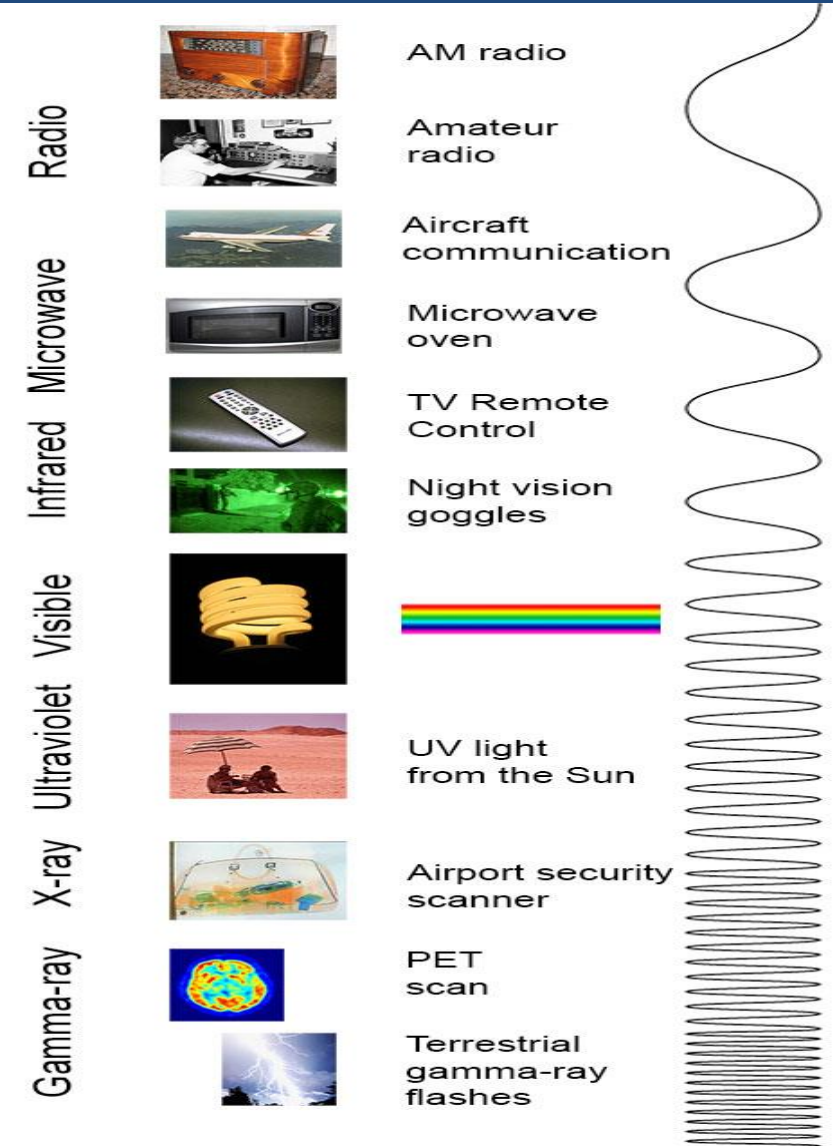 Radio
AM radio
Amateur
radio
Aircraft
communication
Microwave
Microwave
oven
Infrared
TV Remote
Control
Night vision
goggles
Visible
Ultraviolet
UV light
from the Sun
X-ray
Airport security
scanner
Gamma-ray
PET
scan
Terrestrial
gamma-ray
flashes